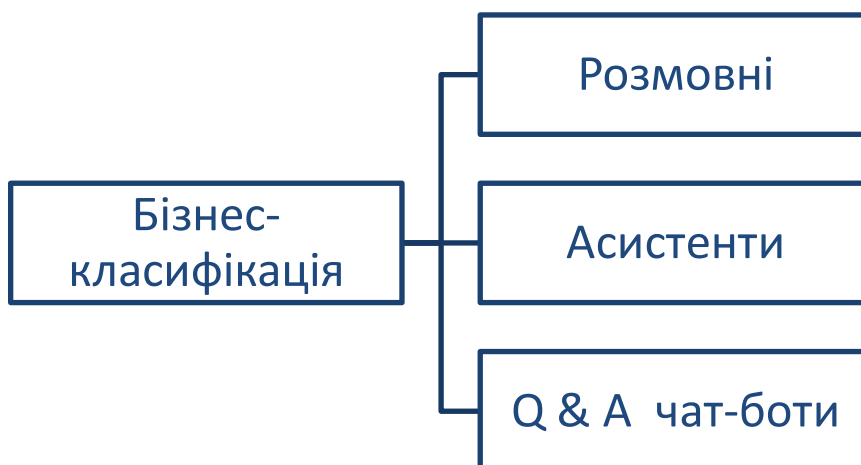 Розмовні
Бізнес-
класифікація
Асистенти
Q & A чат-боти